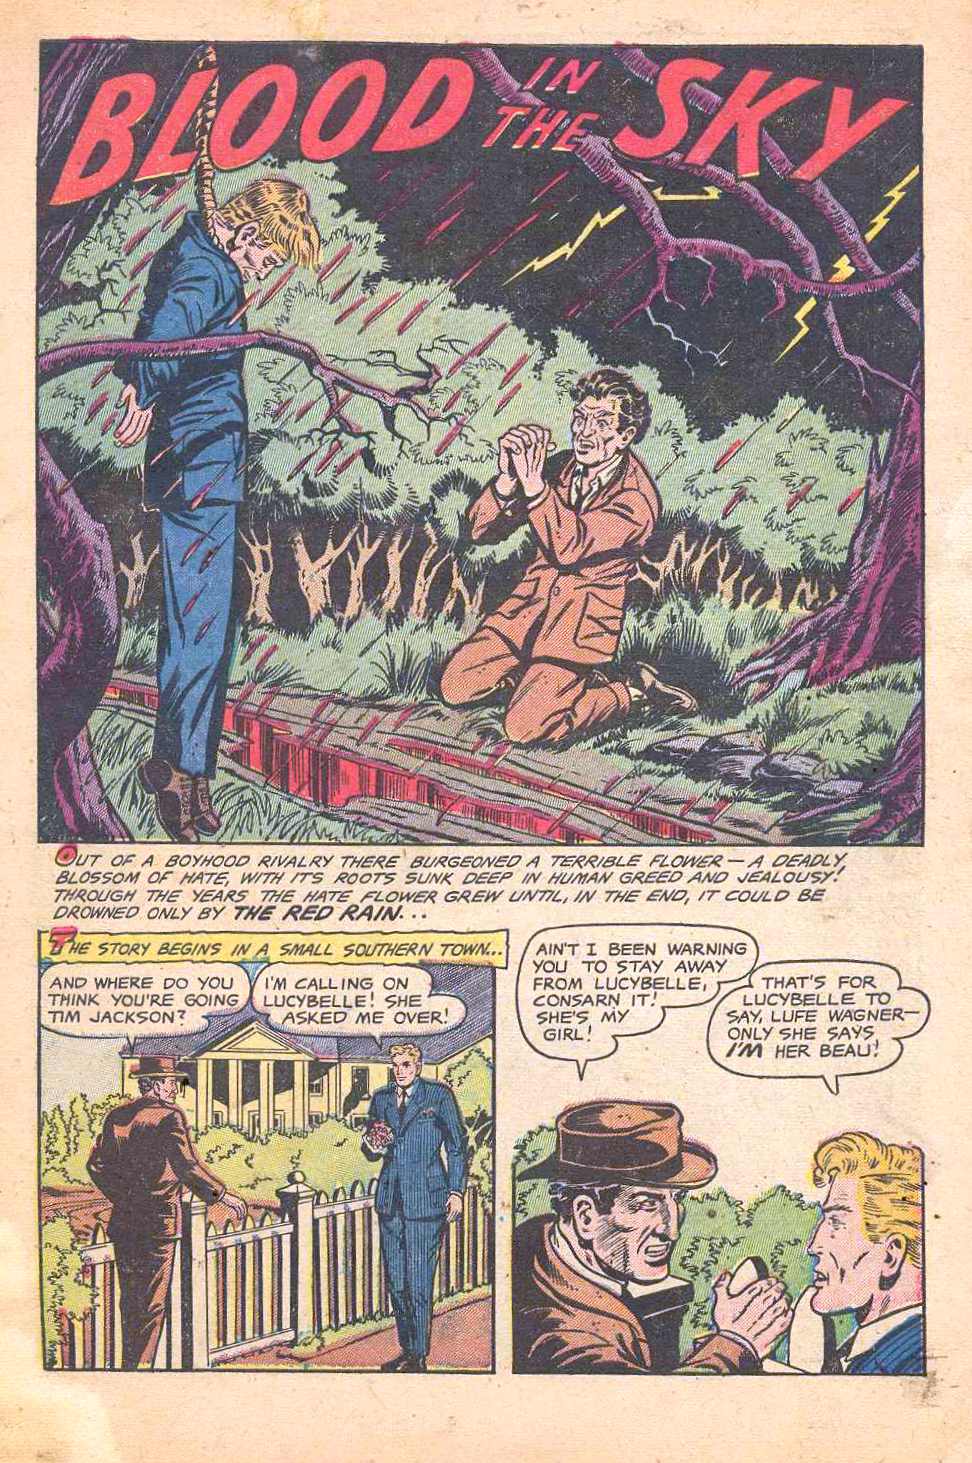 BLOOD IN THE SKY
OUT OF A BOYHOOD RIVALRY THERE BURGEONED A TERRIBLE FLOWER — A DEADLY
BLOSSOM OF HATE, WITH ITS ROOTS SUNK DEEP IN HUMAN GREED AND JEALOUSY!
THROUGH THE YEARS THE HATE FLOWER GREW UNTIL, IN THE END, IT COULD BE
DROWNED ONLY BY THE RED RAIN...
THE STORY BEGINS IN A SMALL SOUTHERN TOWN...
AND WHERE DO YOU
THINK YOU'RE GOING
TIM JACKSON?
I'M CALLING ON
LUCYBELLE! SHE
ASKED ME OVER!
AIN'T I BEEN WARNING
YOU TO STAY AWAY
FROM LUCYBELLE,
CONSARN IT!
SHE'S MY
GIRL!
THAT'S FOR
LUCYBELLE TO
SAY, LUFE WAGNER—
ONLY SHE SAYS
I'M HER BEAU!